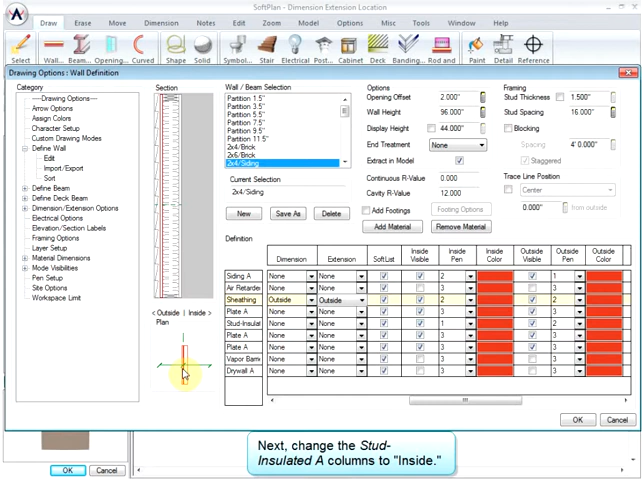 SoftPlan - Dimension Extension Location
Draw Erase Move Dimension Notes Edit Zoom Model Options Misc Tools Window Help
Select Wall... Beam... Opening... Curved Shape Solid Symbol... Stair Electrical Post... Cabinet Deck Banding... Rod and Paint Detail Reference
Drawing Options : Wall Definition
Category
----Drawing Options----
Arrow Options
Assign Colors
Character Setup
Custom Drawing Modes
Define Wall
Edit
Import/Export
Sort
Define Beam
Define Deck Beam
Dimension/Extension Options
Electrical Options
Elevation/Section Labels
Framing Options
Layer Setup
Material Dimensions
Mode Visibilities
Pen Setup
Site Options
Workspace Limit
Section
< Outside | Inside >
Plan
Wall / Beam Selection
Partition 1.5"
Partition 3.5"
Partition 5.5"
Partition 7.5"
Partition 9.5"
Partition 11.5"
2x4/Brick
2x6/Brick
2x4/Siding
Current Selection
2x4/Siding
New Save As Delete
Options
Opening Offset 2.000"
Wall Height 96.000"
Display Height 44.000"
End Treatment None
Extract in Model
Continuous R-Value 0.000
Cavity R-Value 12.000
Add Footings Footing Options
Add Material Remove Material
Framing
Stud Thickness 1.500"
Stud Spacing 16.000"
Blocking
Spacing 4' 0.000"
Staggered
Trace Line Position
Center
0.000" from outside
Definition
Dimension Extension SoftList Inside Visible Inside Pen Inside Color Outside Visible Outside Pen Outside Color
Siding A None None 2 1
Air Retarder None None 3 3
Sheathing Outside Outside 2 2
Plate A None None 3 3
Stud-Insulat None None 1 2
Plate A None None 3 3
Plate A None None 3 3
Vapor Barri None None 3 3
Drywall A None None 3 3
OK Cancel
OK Cancel
Next, change the Stud-
Insulated A columns to "Inside."